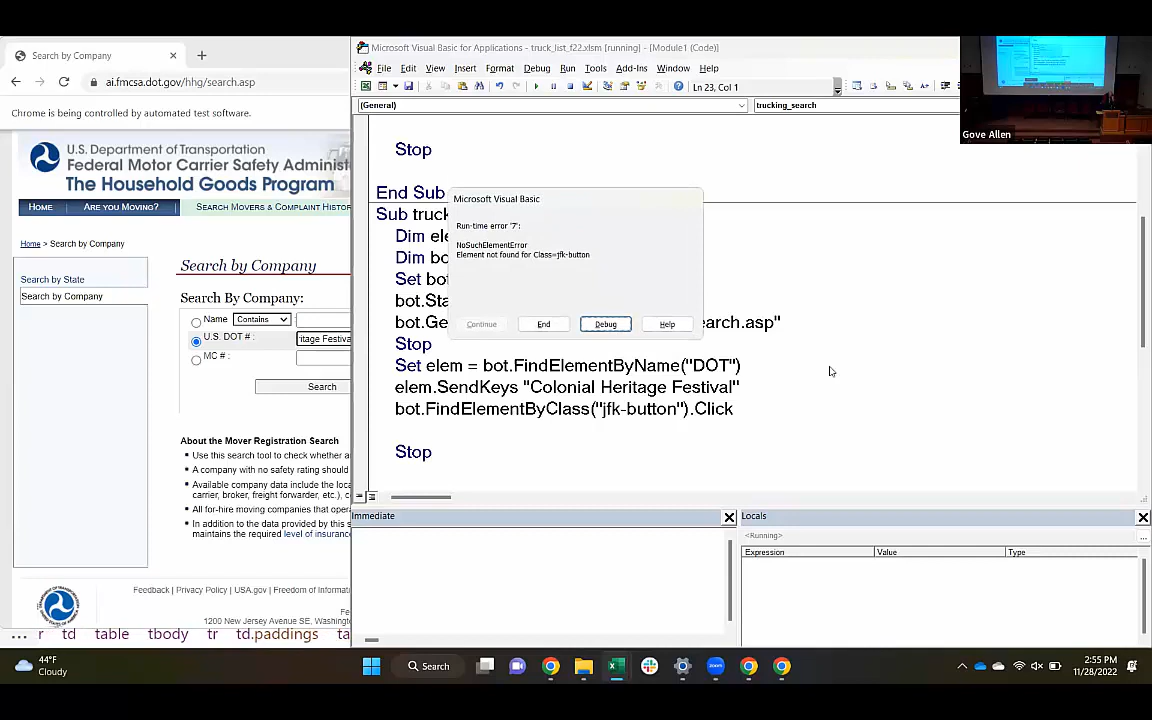 Search by Company
ai.fmcsa.dot.gov/hhg/search.asp
Chrome is being controlled by automated test software.
U.S. Department of Transportation
Federal Motor Carrier Safety Administ
The Household Goods Program
HOME
ARE YOU MOVING?
SEARCH MOVERS & COMPLAINT HISTOR
Home > Search by Company
Search by State
Search by Company
Search by Company
Search By Company:
Name
Contains
:
U.S. DOT # :
ritage Festiva
MC # :
Search
About the Mover Registration Search
Use this search tool to check whether a
A company with no safety rating should
Available company data include the loca
carrier, broker, freight forwarder, etc.), c
All for-hire moving companies that opera
In addition to the data provided by this s
maintains the required level of insuranc
Feedback | Privacy Policy | USA.gov | Freedom of Informat
Fe
1200 New Jersey Avenue SE, Washingt
... r td table tbody tr td.paddings ta
Microsoft Visual Basic for Applications - truck_list_f22.xlsm [running] - [Module1 (Code)]
File Edit View Insert Format Debug Run Tools Add-Ins Window Help
Ln 23, Col 1
(General)
trucking_search
Stop
End Sub
Sub truck
Dim ele
Dim bo
Set bot
bot.Sta
bot.Ge
earch.asp"
Stop
Set elem = bot.FindElementByName("DOT")
elem.SendKeys "Colonial Heritage Festival"
bot.FindElementByClass("jfk-button").Click
Stop
Microsoft Visual Basic
Run-time error '7':
NoSuchElementError
Element not found for Class=jfk-button
Continue
End
Debug
Help
Immediate
Locals
<Running>
...
Expression
Value
Type
Gove Allen
44°F
Cloudy
Search
2:55 PM
11/28/2022